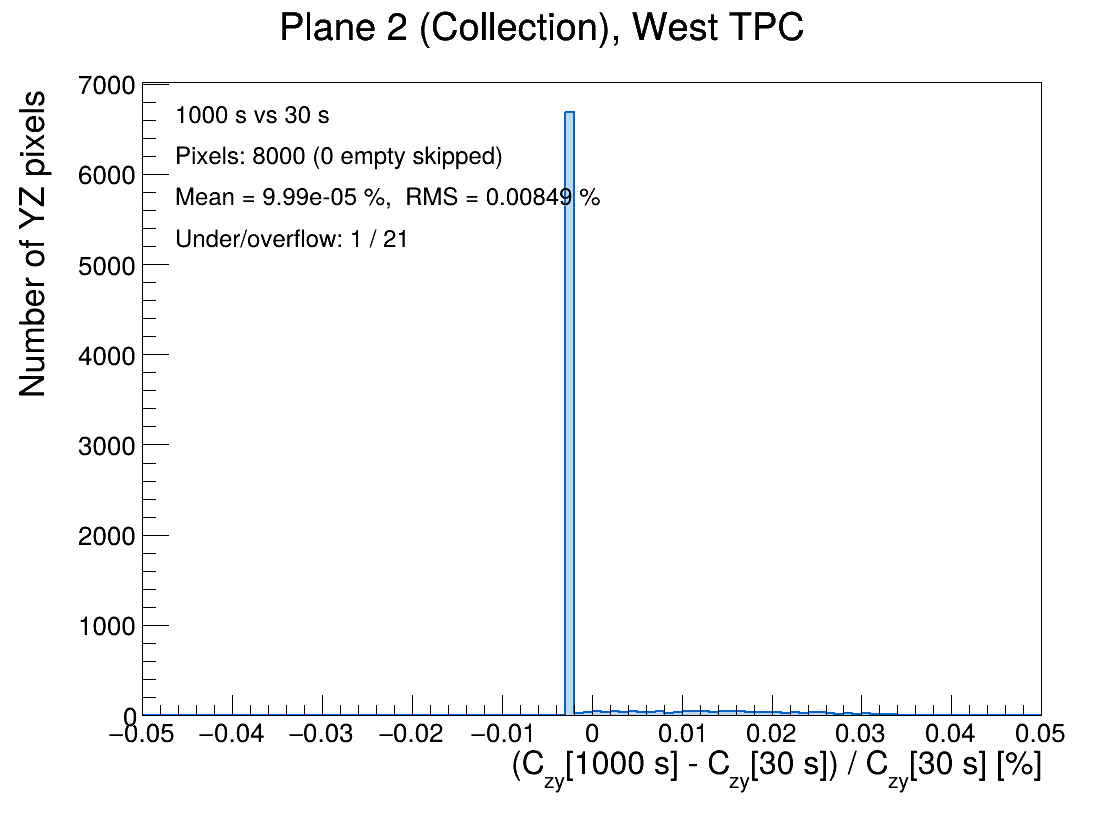 Plane 2 (Collection), West TPC
Number of YZ pixels
7000
6000
5000
4000
3000
2000
1000
0
1000 s vs 30 s
Pixels: 8000 (0 empty skipped)
Mean = 9.99e-05 %, RMS = 0.00849 %
Under/overflow: 1 / 21
−0.05 −0.04 −0.03 −0.02 −0.01 0 0.01 0.02 0.03 0.04 0.05
(C_zy[1000 s] - C_zy[30 s]) / C_zy[30 s] [%]